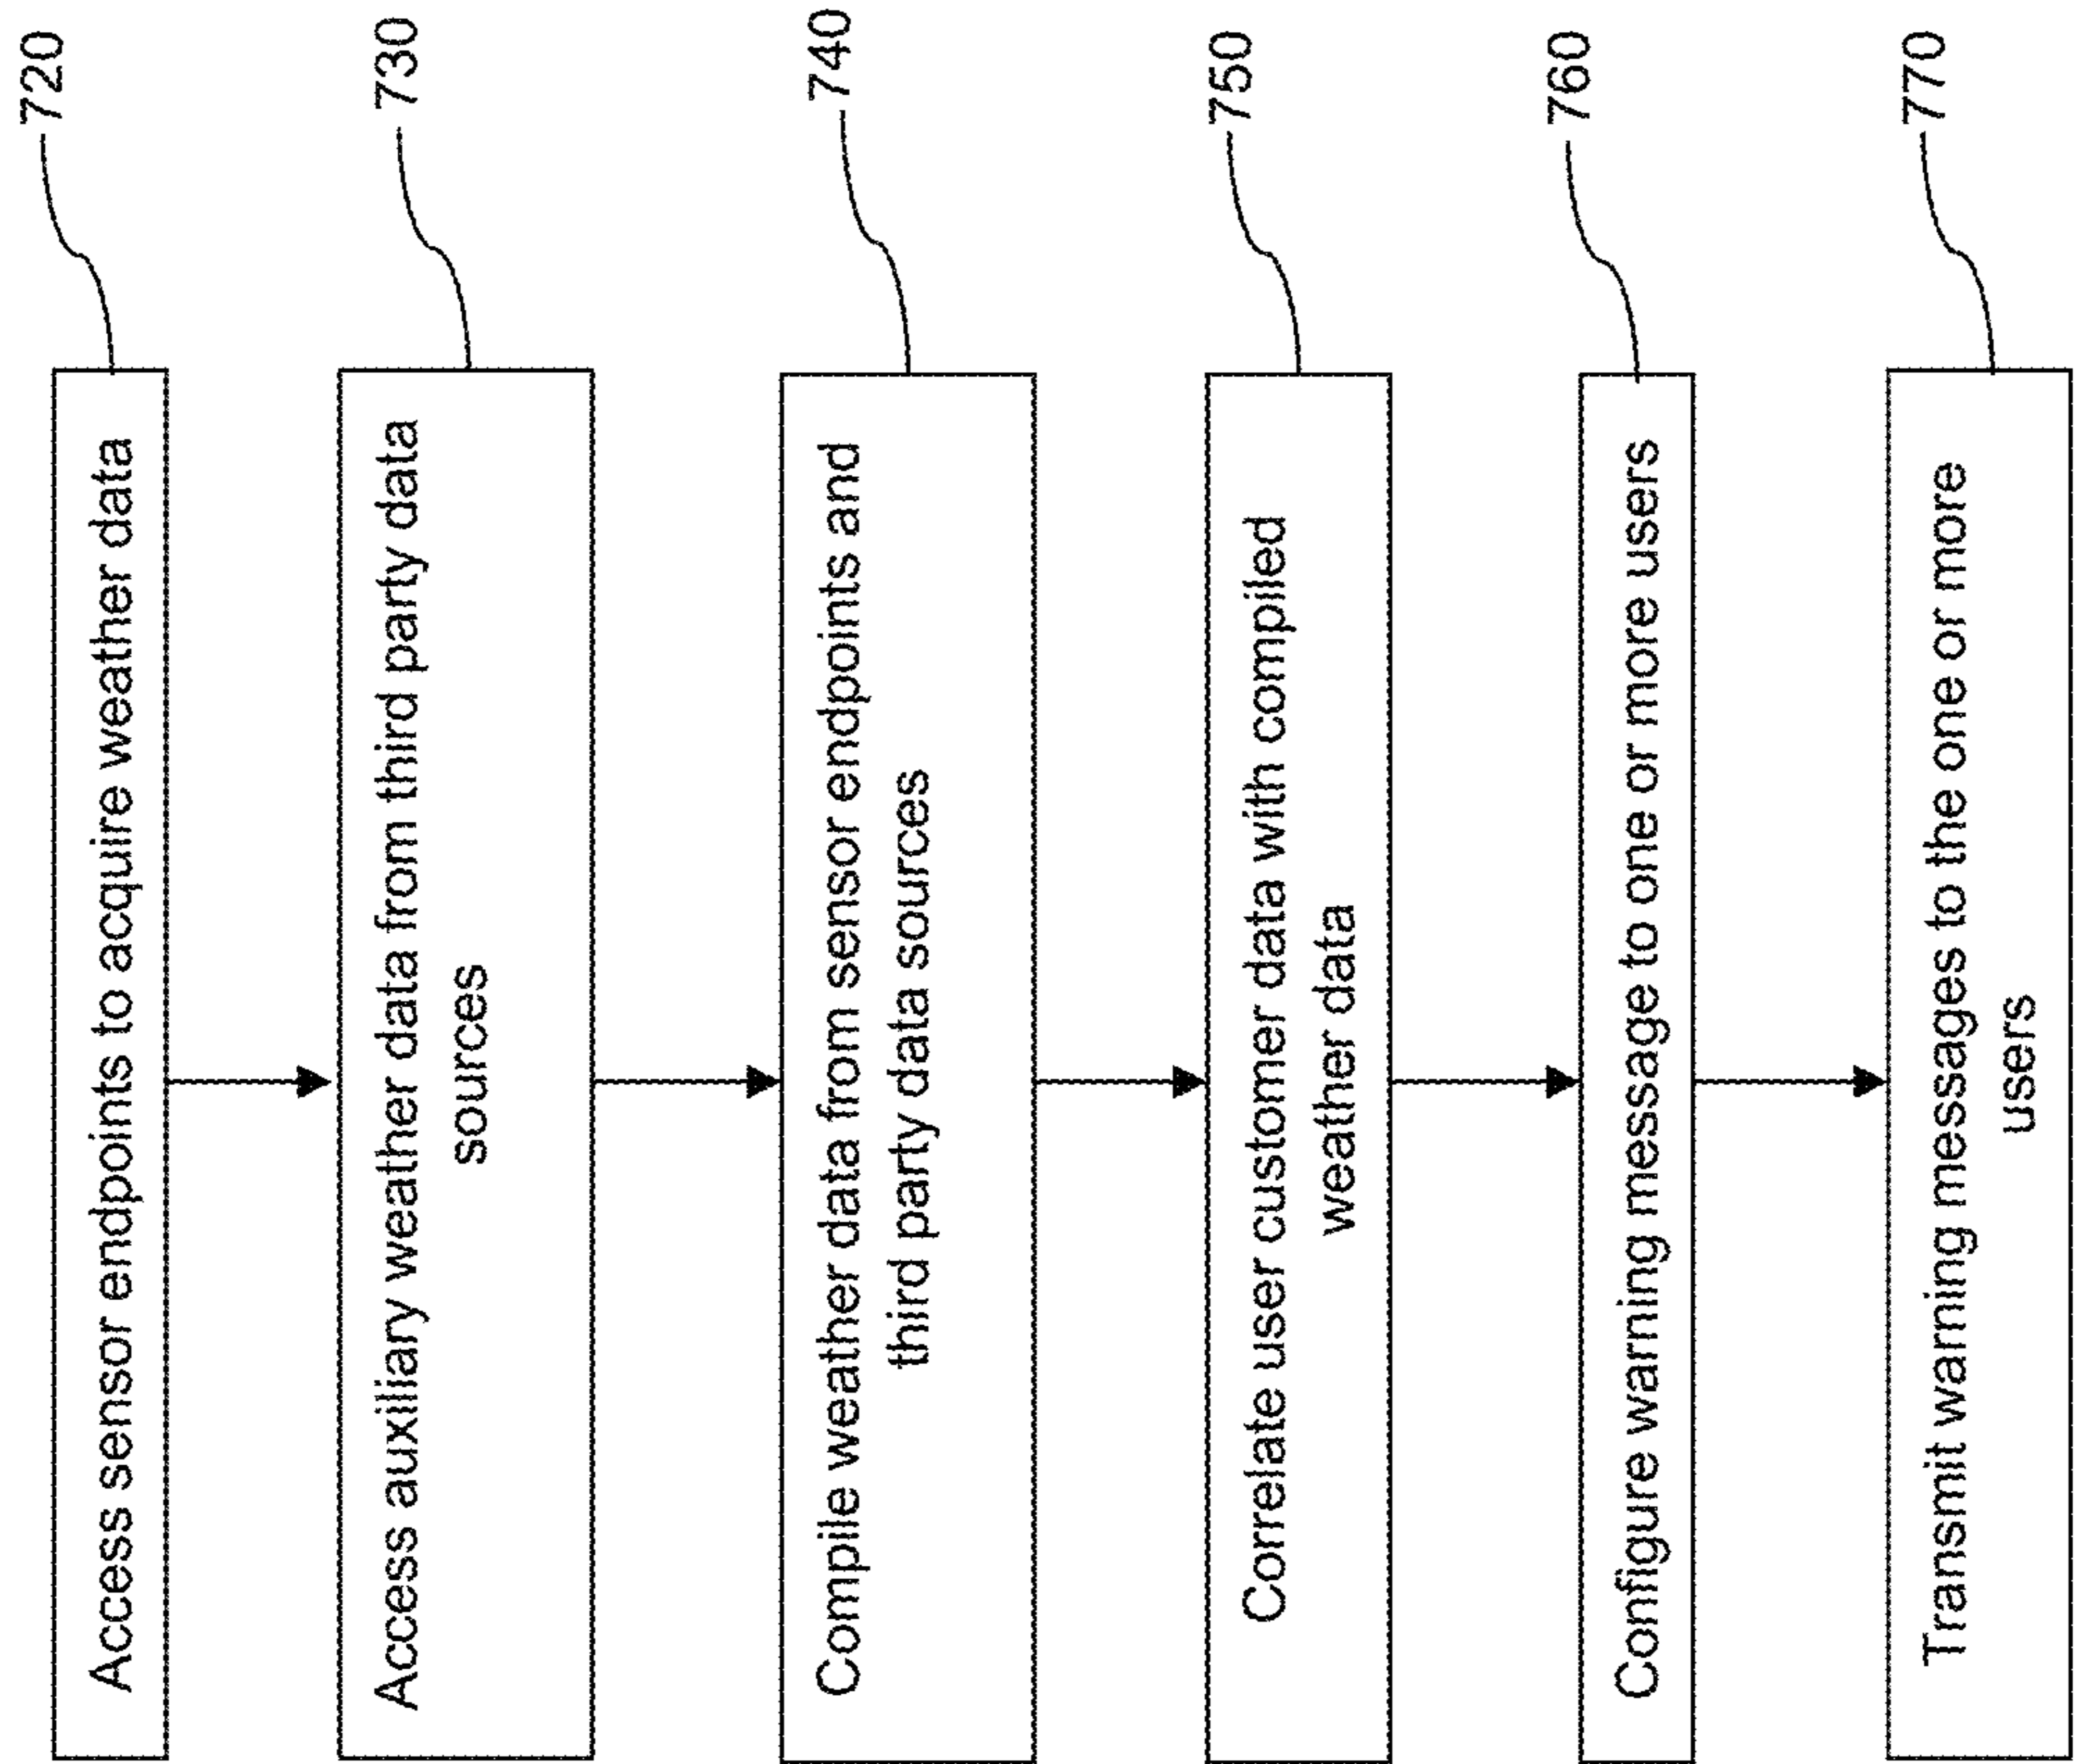 720
Access sensor endpoints to acquire weather data
730
Access auxiliary weather data from third party data
sources
740
Compile weather data from sensor endpoints and
third party data sources
750
Correlate user customer data with compiled
weather data
760
Configure warning message to one or more users
770
Transmit warning messages to the one or more
users